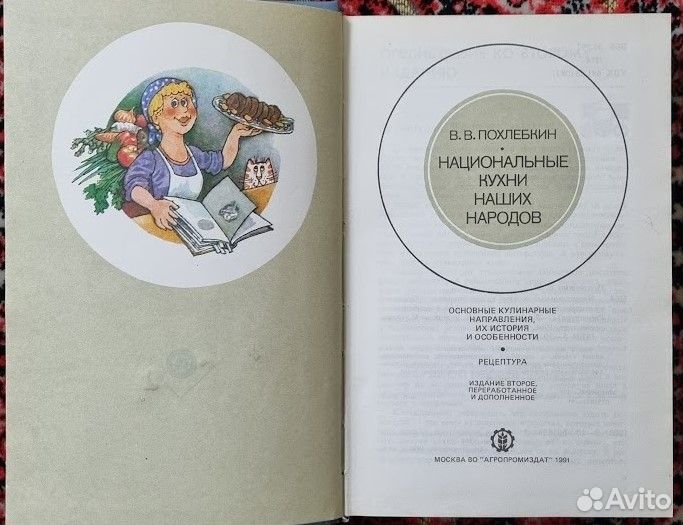 В. В. ПОХЛЕБКИН
НАЦИОНАЛЬНЫЕ
КУХНИ
НАШИХ
НАРОДОВ
ОСНОВНЫЕ КУЛИНАРНЫЕ
НАПРАВЛЕНИЯ,
ИХ ИСТОРИЯ
И ОСОБЕННОСТИ
РЕЦЕПТУРА
ИЗДАНИЕ ВТОРОЕ,
ПЕРЕРАБОТАННОЕ
И ДОПОЛНЕННОЕ
МОСКВА ВО "АГРОПРОМИЗДАТ" 1991
Avito